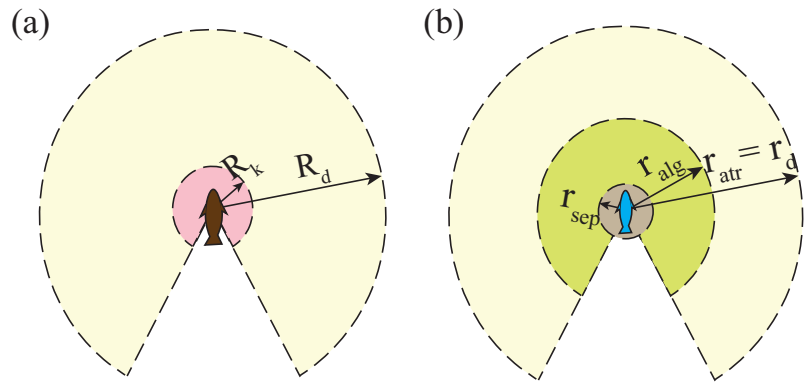 (a)
(b)
R_k
R_d
r_sep
r_alg
r_atr = r_d